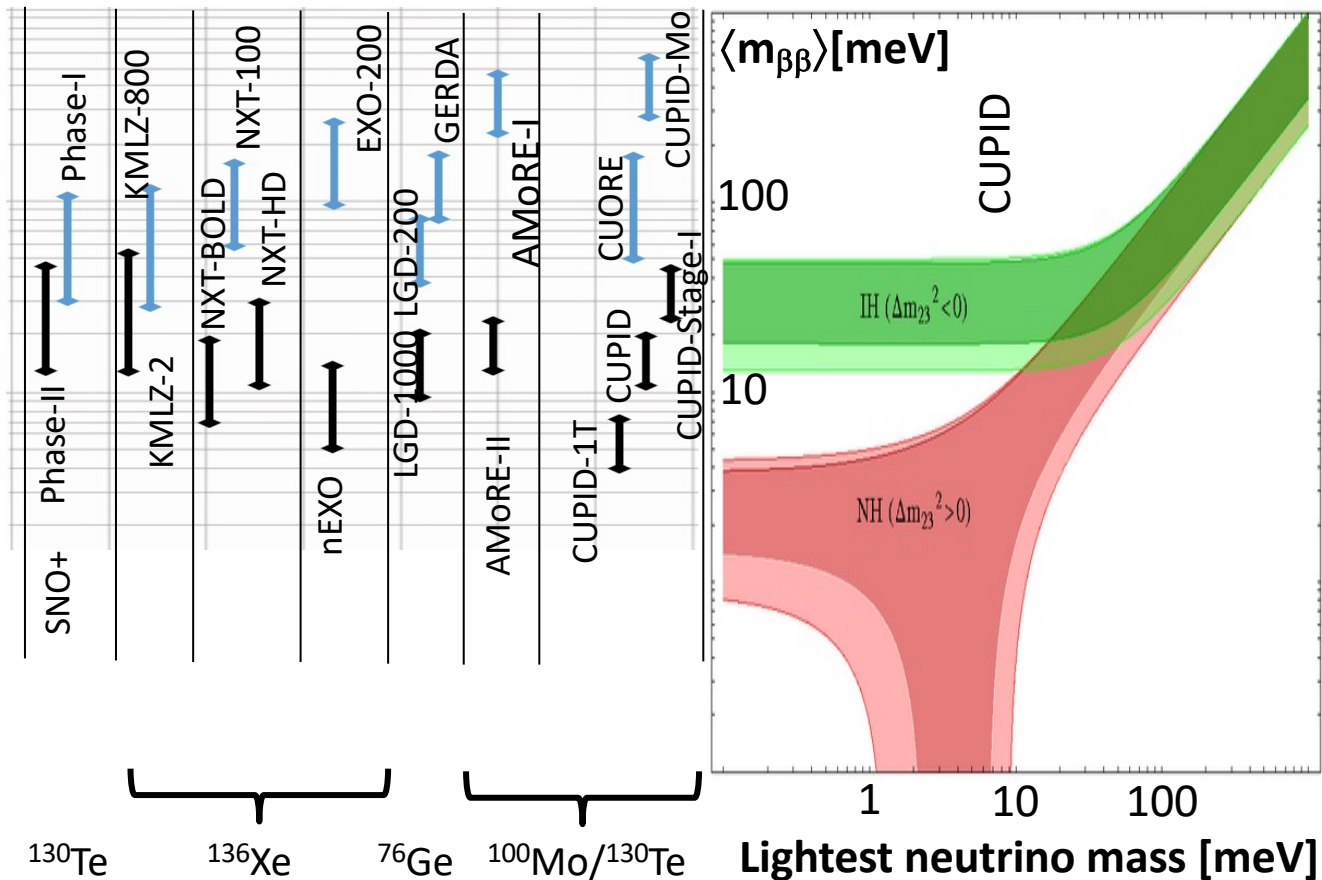 Phase-I
Phase-II
SNO+
KMLZ-800
KMLZ-2
NXT-100
NXT-BOLD
NXT-HD
EXO-200
nEXO
GERDA
LGD-200
LGD-1000
AMoRE-I
AMoRE-II
CUPID-Mo
CUORE
CUPID-Stage-I
CUPID
CUPID-1T
⟨mββ⟩[meV]
CUPID
100
10
IH (Δm₂₃²<0)
NH (Δm₂₃²>0)
1 10 100
Lightest neutrino mass [meV]
¹³⁰Te ¹³⁶Xe ⁷⁶Ge ¹⁰⁰Mo/¹³⁰Te